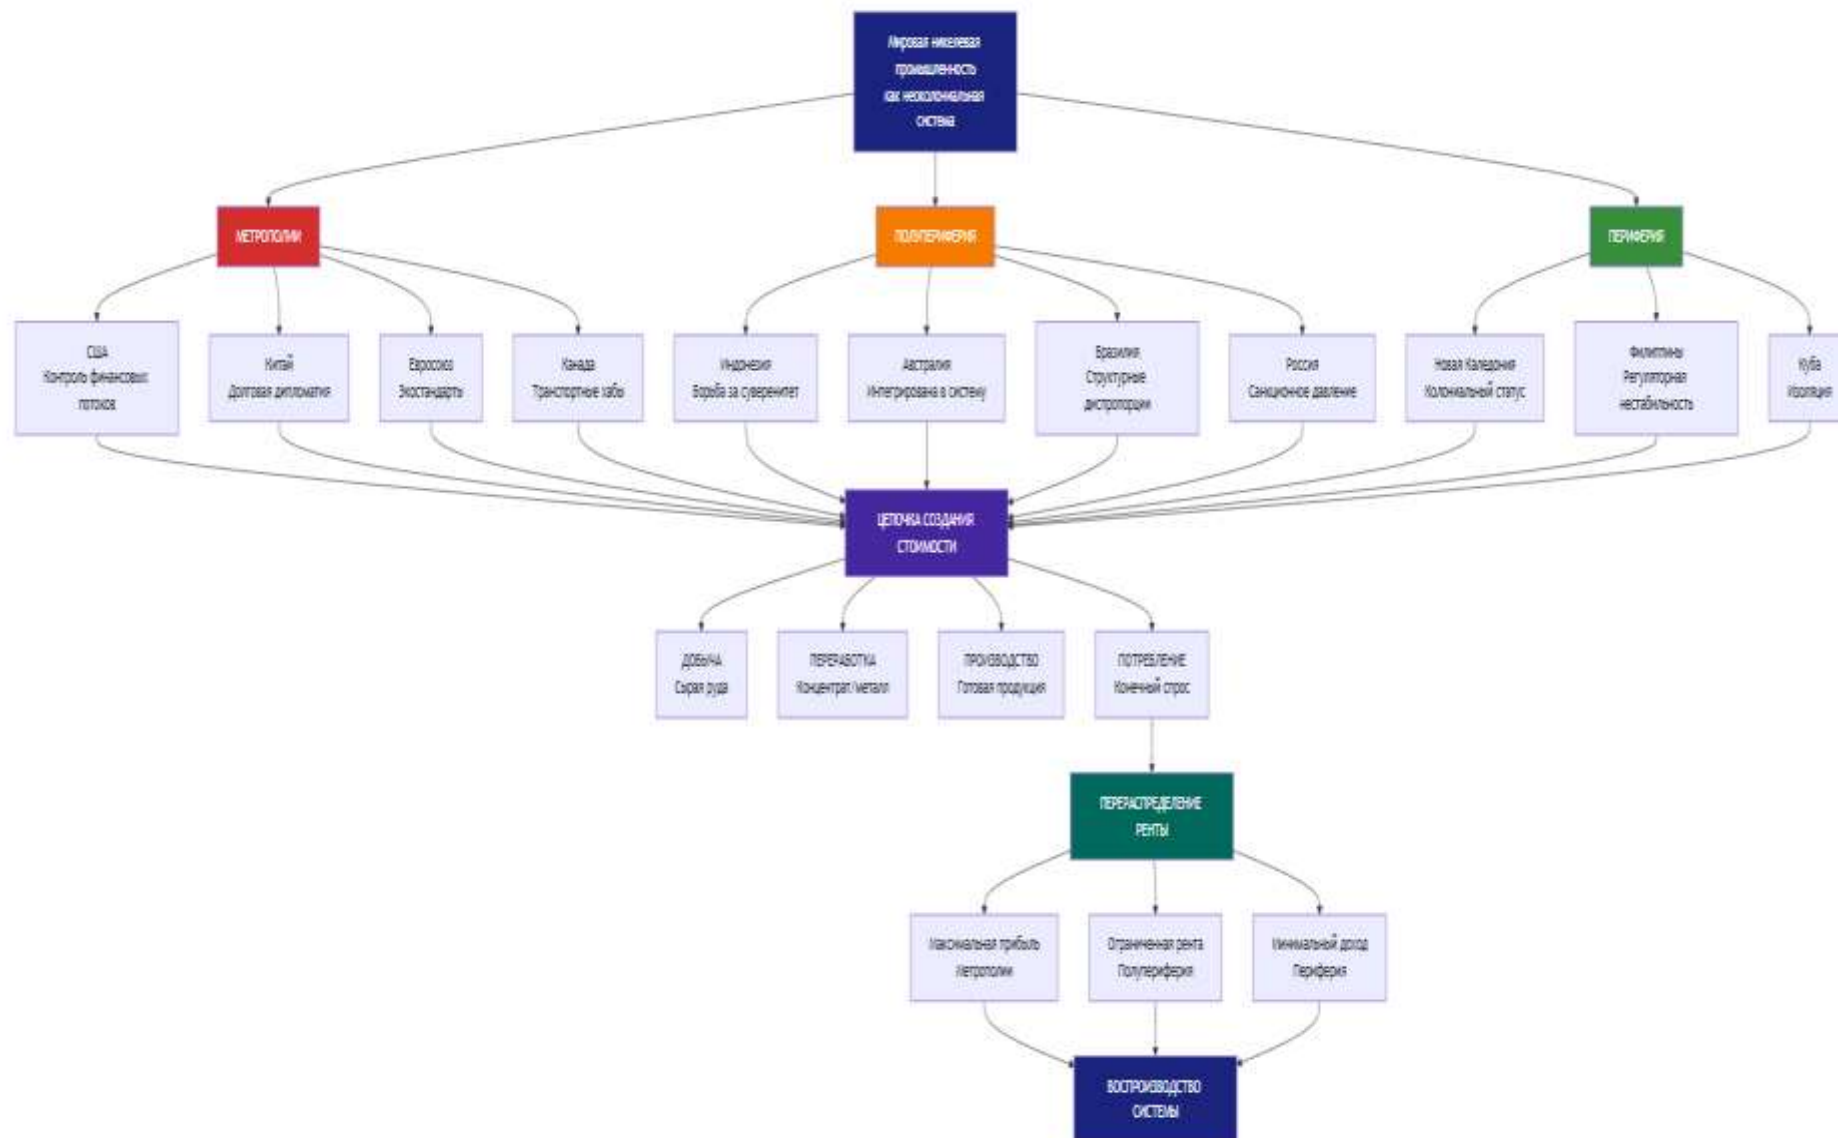 Мировая никелевая
промышленность
как неоколониальная
система
МЕТРОПОЛИИ
ПОЛУПЕРИФЕРИЯ
ПЕРИФЕРИЯ
США
Контроль финансовых
потоков
Китай
Долговая дипломатия
Евросоюз
Экостандарты
Канада
Транспортные хабы
Индонезия
Борьба за суверенитет
Австралия
Интегрирована в систему
Бразилия
Структурные
диспропорции
Россия
Санкционное давление
Новая Каледония
Колониальный статус
Филиппины
Регуляторная
нестабильность
Куба
Изоляция
ЦЕПОЧКА СОЗДАНИЯ
СТОИМОСТИ
ДОБЫЧА
Сырая руда
ПЕРЕРАБОТКА
Концентрат/металл
ПРОИЗВОДСТВО
Готовая продукция
ПОТРЕБЛЕНИЕ
Конечный спрос
ПЕРЕРАСПРЕДЕЛЕНИЕ
РЕНТЫ
Максимальная прибыль
Метрополии
Ограниченная рента
Полупериферия
Минимальный доход
Периферия
ВОСПРОИЗВОДСТВО
СИСТЕМЫ